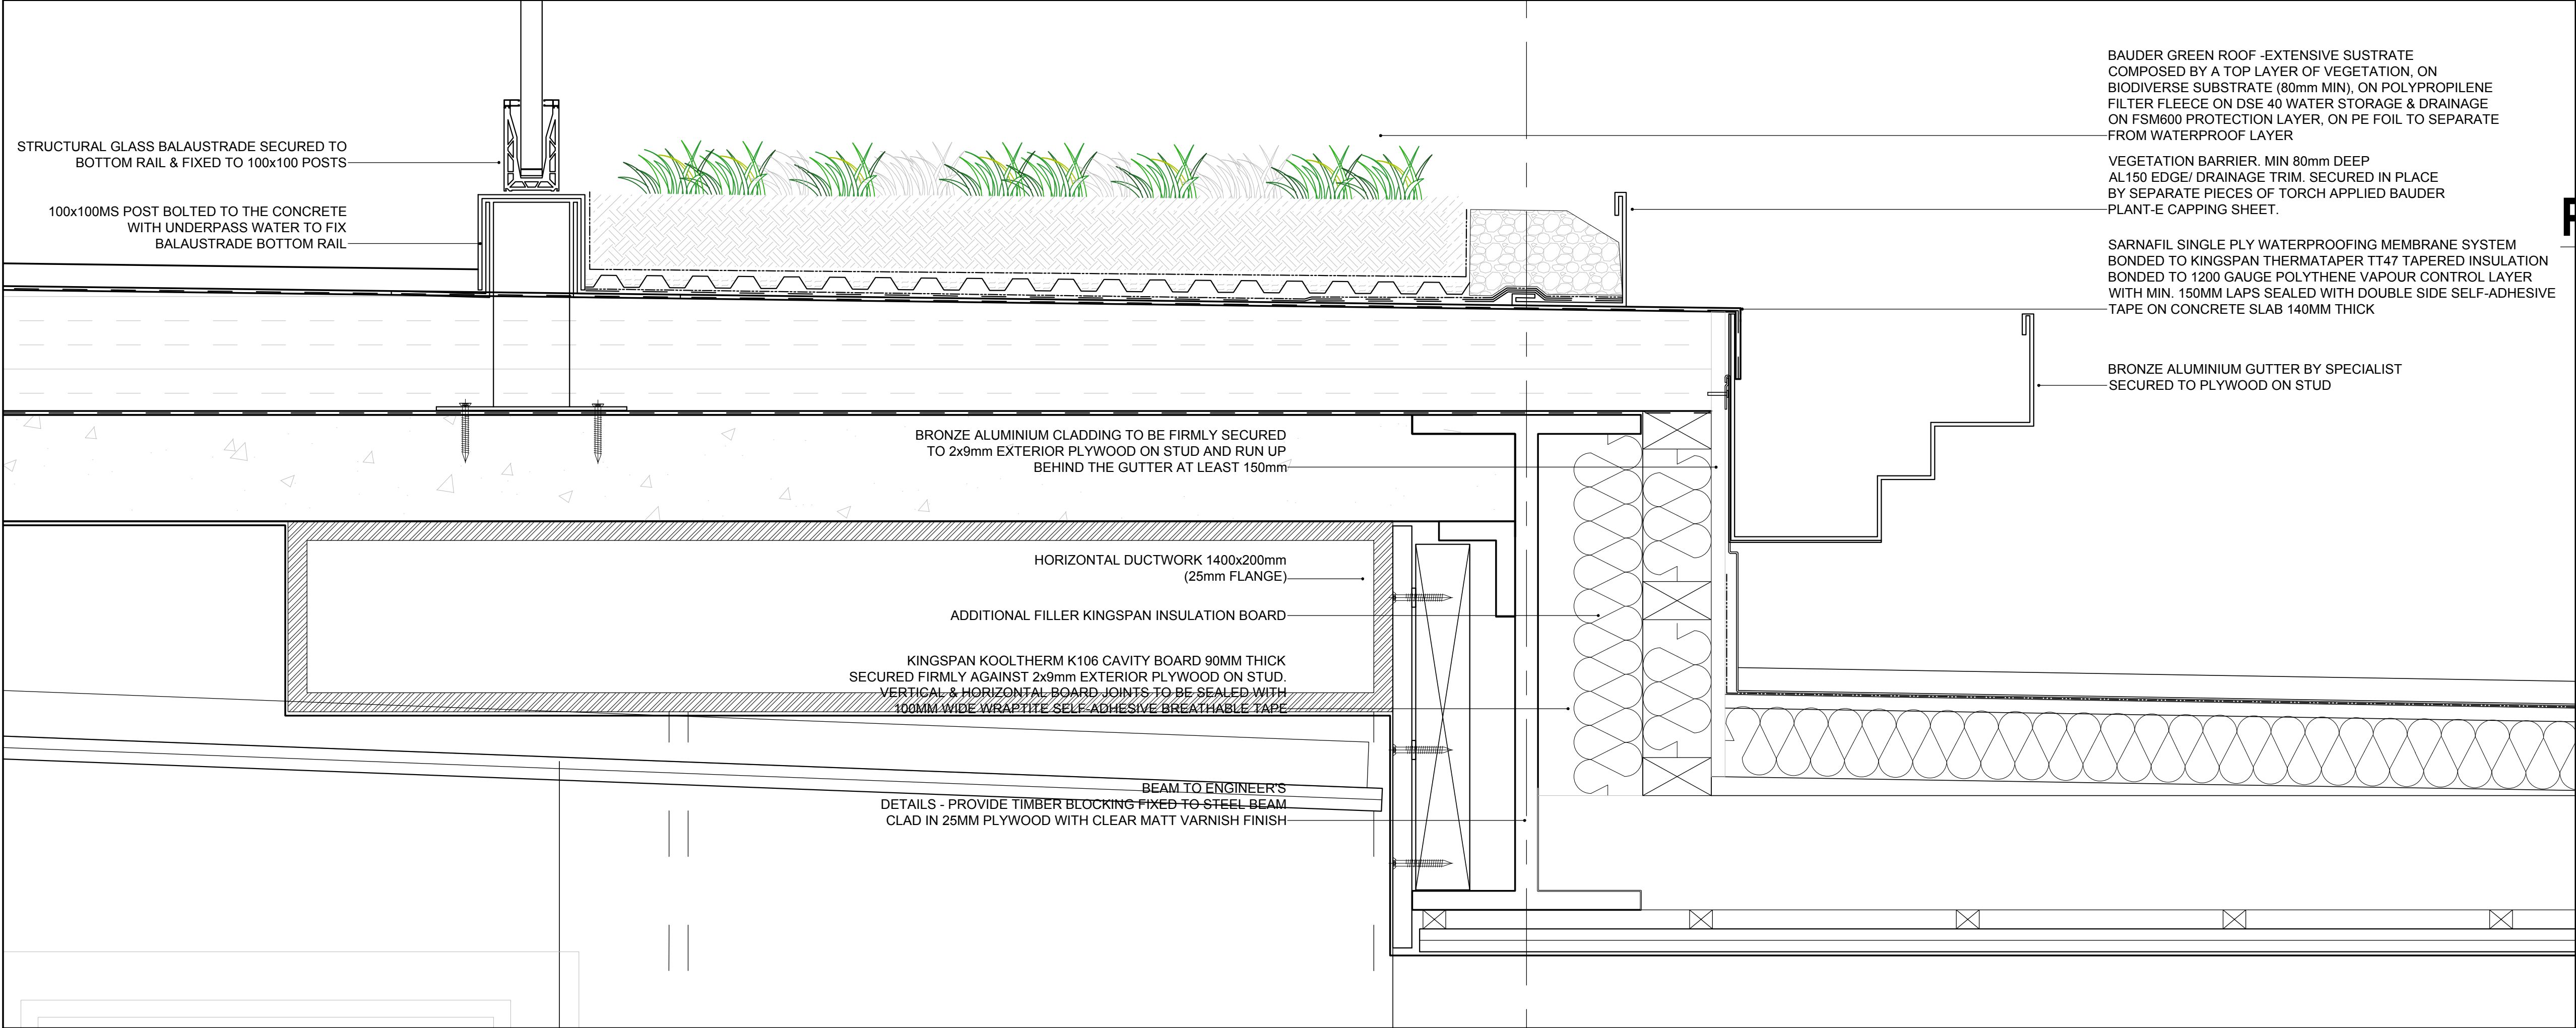 STRUCTURAL GLASS BALAUSTRADE SECURED TO
BOTTOM RAIL & FIXED TO 100x100 POSTS
100x100MS POST BOLTED TO THE CONCRETE
WITH UNDERPASS WATER TO FIX
BALAUSTRADE BOTTOM RAIL
BRONZE ALUMINIUM CLADDING TO BE FIRMLY SECURED
TO 2x9mm EXTERIOR PLYWOOD ON STUD AND RUN UP
BEHIND THE GUTTER AT LEAST 150mm
HORIZONTAL DUCTWORK 1400x200mm
(25mm FLANGE)
ADDITIONAL FILLER KINGSPAN INSULATION BOARD
KINGSPAN KOOLTHERM K106 CAVITY BOARD 90MM THICK
SECURED FIRMLY AGAINST 2x9mm EXTERIOR PLYWOOD ON STUD.
VERTICAL & HORIZONTAL BOARD JOINTS TO BE SEALED WITH
100MM WIDE WRAPTITE SELF-ADHESIVE BREATHABLE TAPE
BEAM TO ENGINEER'S
DETAILS - PROVIDE TIMBER BLOCKING FIXED TO STEEL BEAM
CLAD IN 25MM PLYWOOD WITH CLEAR MATT VARNISH FINISH
BAUDER GREEN ROOF -EXTENSIVE SUSTRATE
COMPOSED BY A TOP LAYER OF VEGETATION, ON
BIODIVERSE SUBSTRATE (80mm MIN), ON POLYPROPILENE
FILTER FLEECE ON DSE 40 WATER STORAGE & DRAINAGE
ON FSM600 PROTECTION LAYER, ON PE FOIL TO SEPARATE
FROM WATERPROOF LAYER
VEGETATION BARRIER. MIN 80mm DEEP
AL150 EDGE/ DRAINAGE TRIM. SECURED IN PLACE
BY SEPARATE PIECES OF TORCH APPLIED BAUDER
PLANT-E CAPPING SHEET.
SARNAFIL SINGLE PLY WATERPROOFING MEMBRANE SYSTEM
BONDED TO KINGSPAN THERMATAPER TT47 TAPERED INSULATION
BONDED TO 1200 GAUGE POLYTHENE VAPOUR CONTROL LAYER
WITH MIN. 150MM LAPS SEALED WITH DOUBLE SIDE SELF-ADHESIVE
TAPE ON CONCRETE SLAB 140MM THICK
BRONZE ALUMINIUM GUTTER BY SPECIALIST
SECURED TO PLYWOOD ON STUD